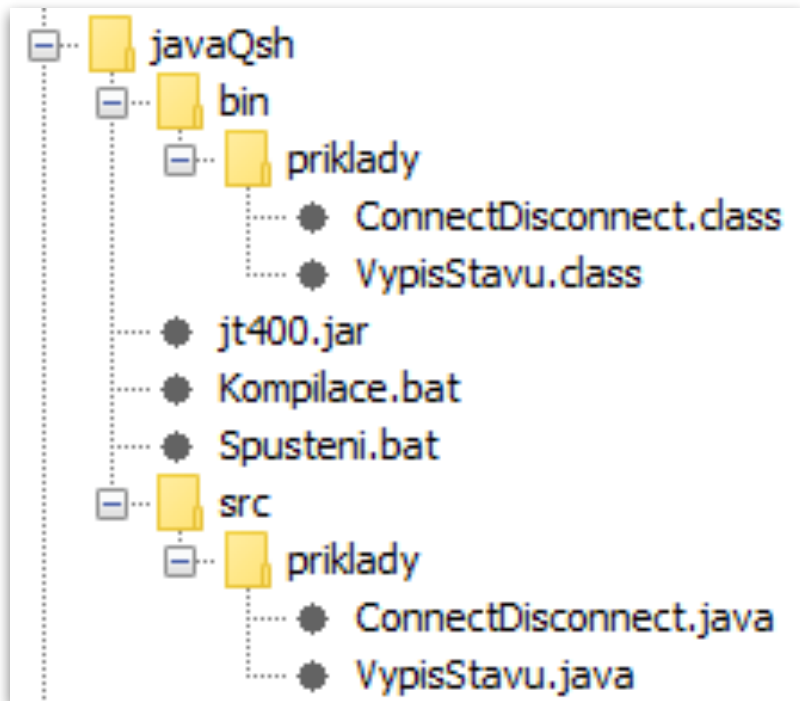 javaQsh
bin
priklady
ConnectDisconnect.class
VypisStavu.class
jt400.jar
Kompilace.bat
Spusteni.bat
src
priklady
ConnectDisconnect.java
VypisStavu.java